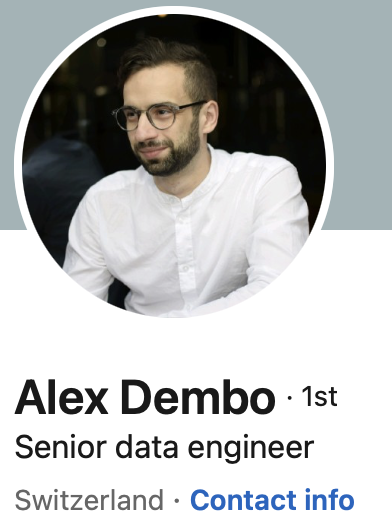 Alex Dembo · 1st
Senior data engineer
Switzerland · Contact info